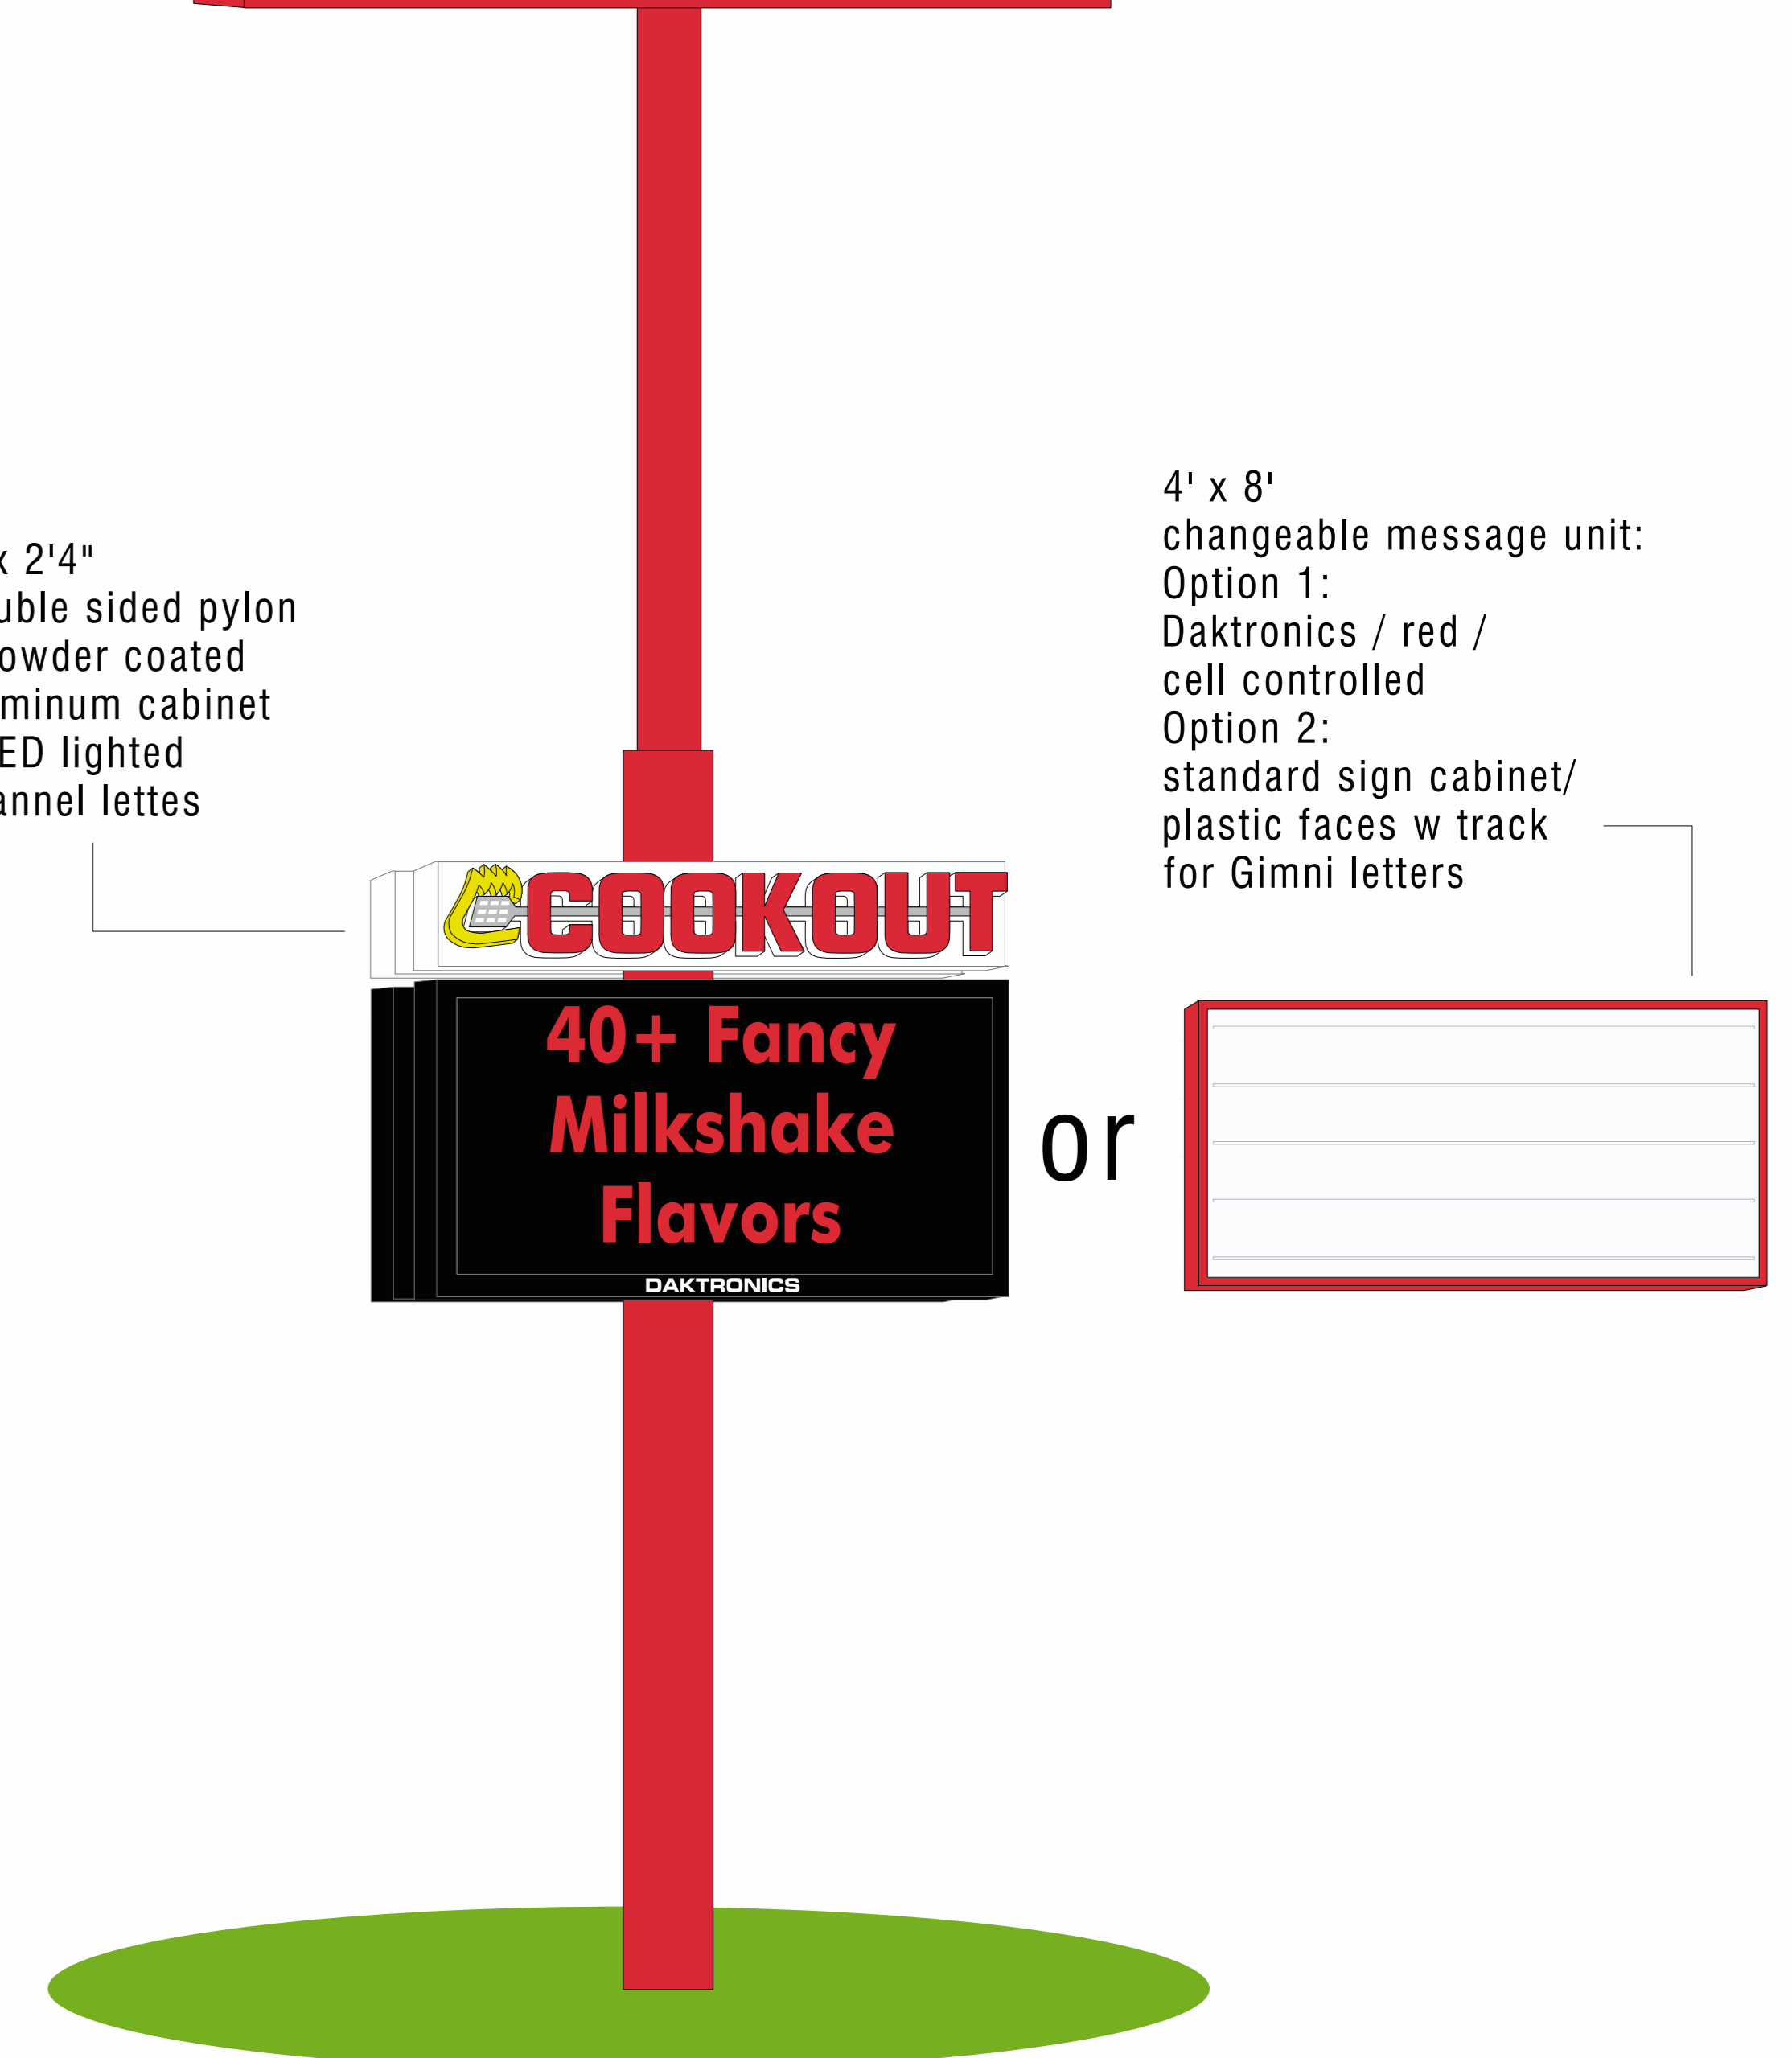 x 2'4"
uble sided pylon
owder coated
minum cabinet
ED lighted
annel lettes
4' x 8'
changeable message unit:
Option 1:
Daktronics / red /
cell controlled
Option 2:
standard sign cabinet/
plastic faces w track
for Gimni letters
COOKOUT
40+ Fancy
Milkshake
Flavors
DAKTRONICS
or